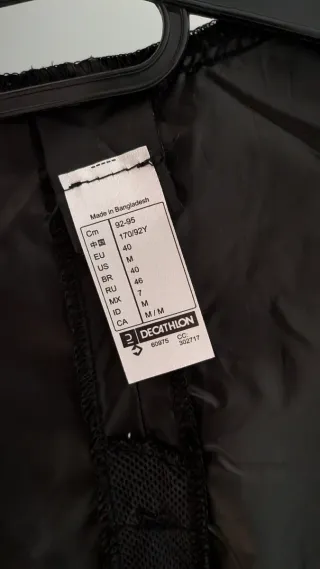 Made in Bangladesh
Cm 92-95
中国 170/92Y
EU 40
US M
BR 40
RU 46
MX 7
ID M
CA M / M
DECATHLON
60975 CC: 302717